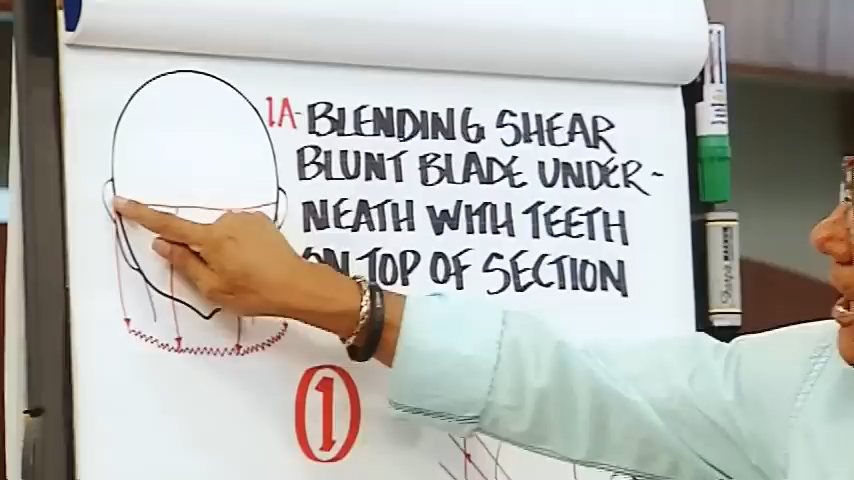 1A- BLENDING SHEAR
BLUNT BLADE UNDER-
NEATH WITH TEETH
ON TOP OF SECTION
1